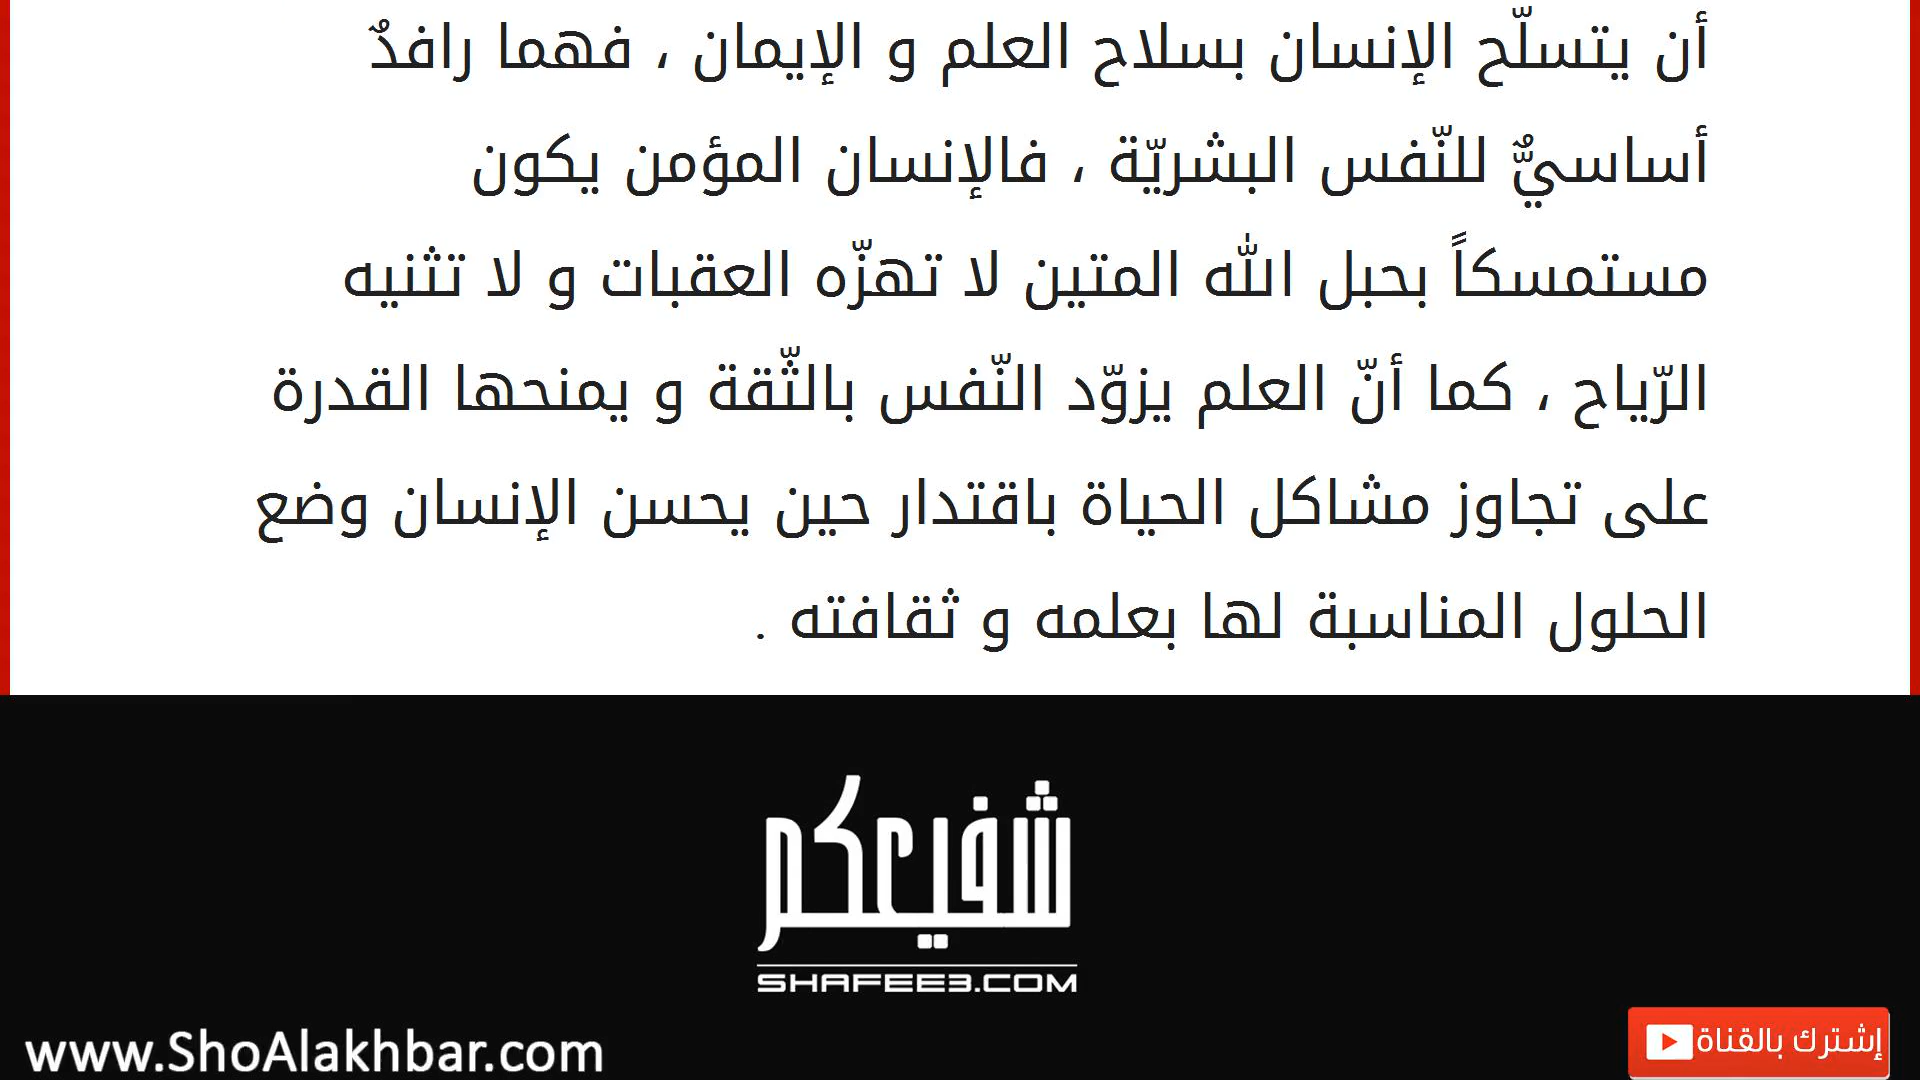 أن يتسلّح الإنسان بسلاح العلم و الإيمان ، فهما رافدٌ
أساسيٌّ للنّفس البشريّة ، فالإنسان المؤمن يكون
مستمسكاً بحبل الله المتين لا تهزّه العقبات و لا تثنيه
الرّياح ، كما أنّ العلم يزوّد النّفس بالثّقة و يمنحها القدرة
على تجاوز مشاكل الحياة باقتدار حين يحسن الإنسان وضع
الحلول المناسبة لها بعلمه و ثقافته .
شفيعكم
SHAFEE3.COM
www.ShoAlakhbar.com
إشترك بالقناة